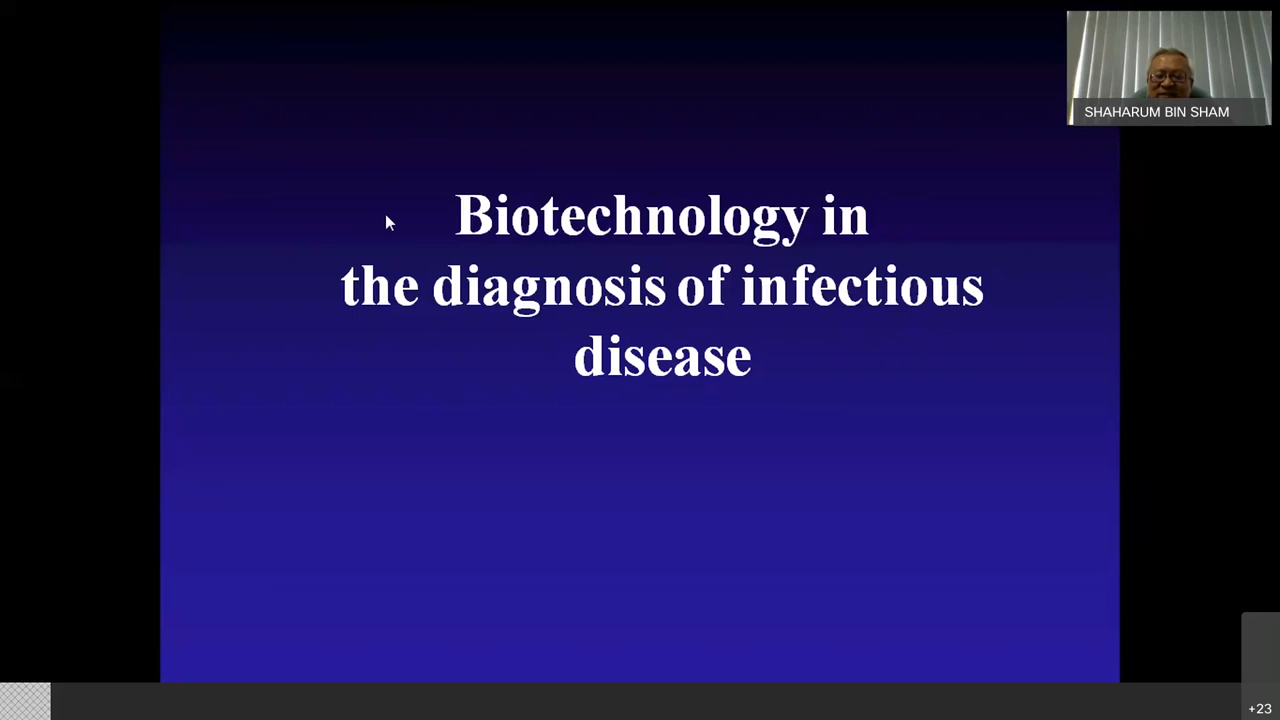 SHAHARUM BIN SHAM
Biotechnology in
the diagnosis of infectious
disease
+23